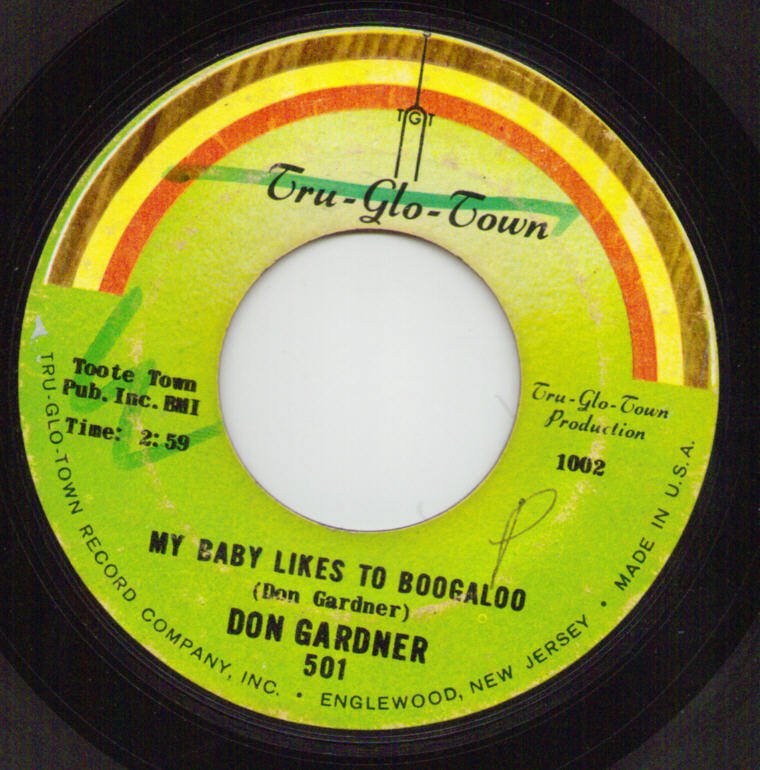 TGT
Tru-Glo-Town
Toote Town
Pub. Inc. BMI
Time: 2:59
Tru-Glo-Town
Production
1002
P
MY BABY LIKES TO BOOGALOO
(Don Gardner)
DON GARDNER
501
TRU-GLO-TOWN RECORD COMPANY, INC. • ENGLEWOOD, NEW JERSEY • MADE IN U.S.A.